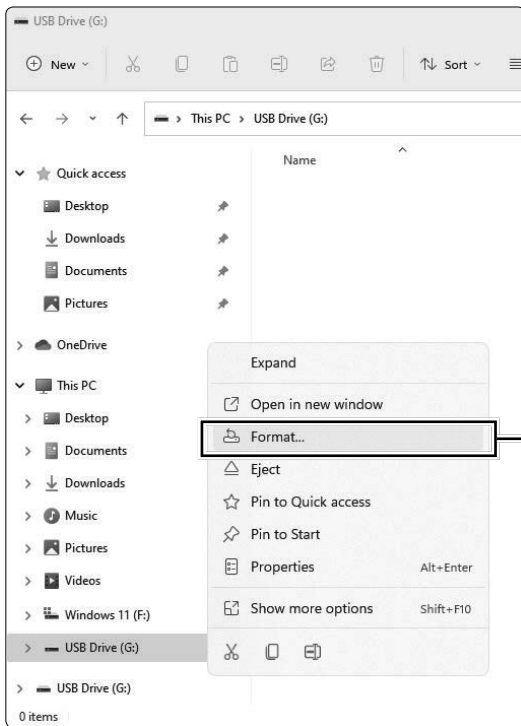 USB Drive (G:)
New
Sort
This PC > USB Drive (G:)
Name
Quick access
Desktop
Downloads
Documents
Pictures
OneDrive
This PC
Desktop
Documents
Downloads
Music
Pictures
Videos
Windows 11 (F:)
USB Drive (G:)
USB Drive (G:)
0 items
Expand
Open in new window
Format...
Eject
Pin to Quick access
Pin to Start
Properties Alt+Enter
Show more options Shift+F10